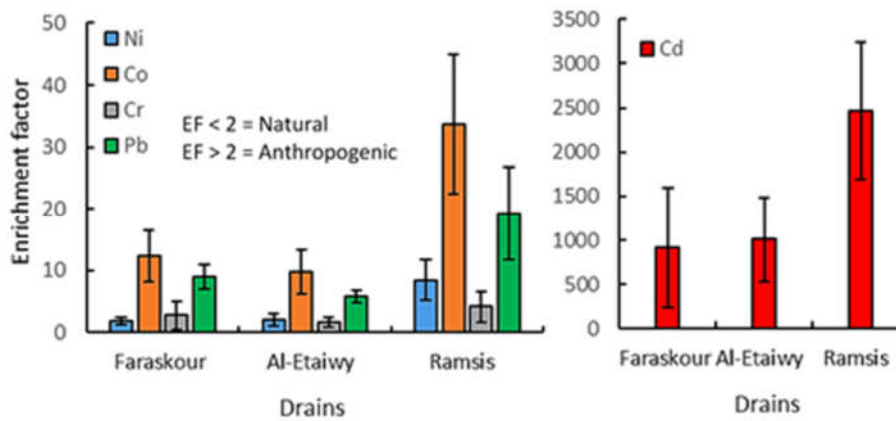 Enrichment factor
50
40
30
20
10
0
Ni
Co
Cr
Pb
EF < 2 = Natural
EF > 2 = Anthropogenic
Faraskour Al-Etaiwy Ramsis
Drains
3500
3000
2500
2000
1500
1000
500
0
Cd
Faraskour Al-Etaiwy Ramsis
Drains